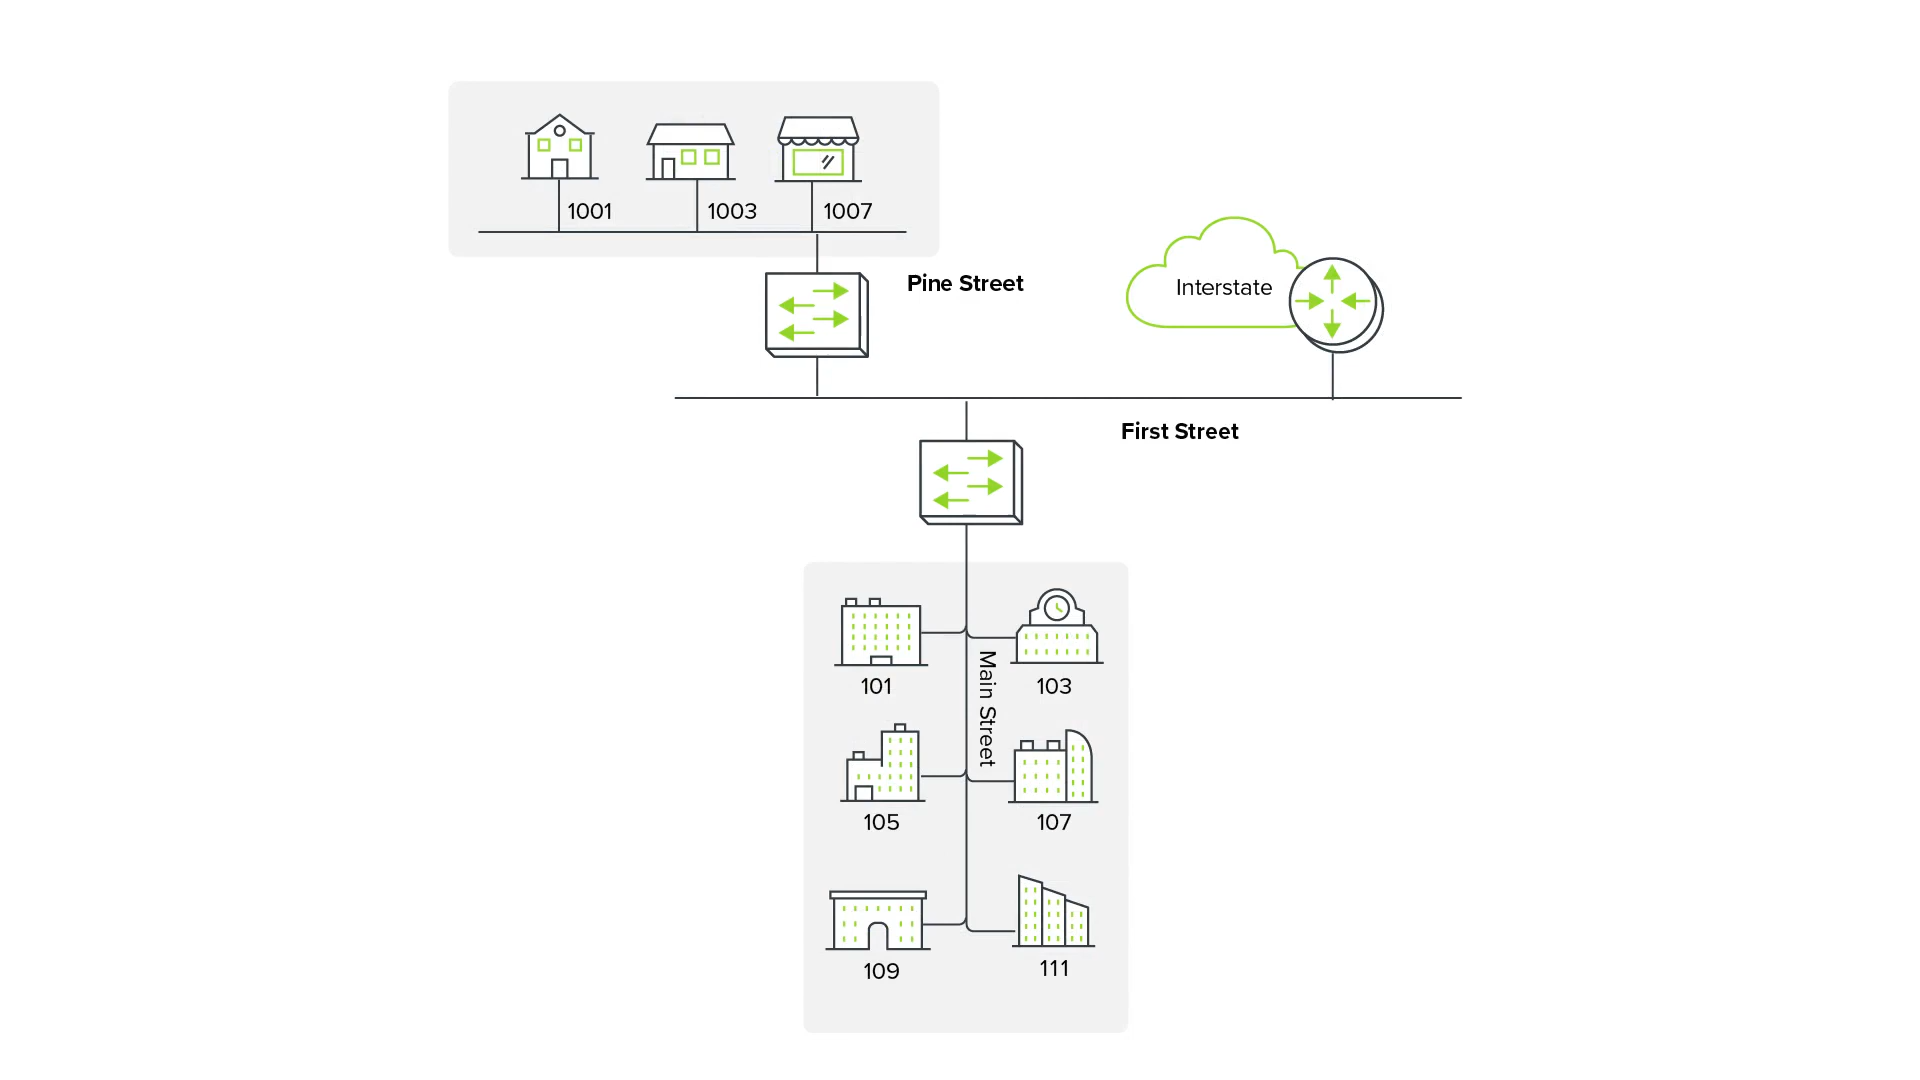 1001
1003
1007
Pine Street
Interstate
First Street
Main Street
101
103
105
107
109
111